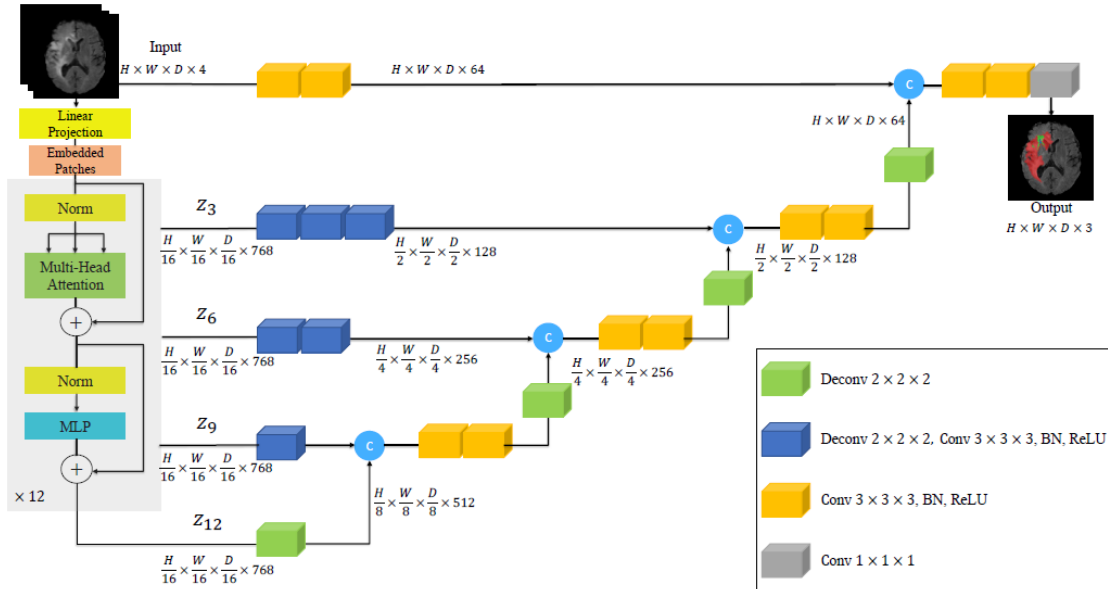 Input
H × W × D × 4
H × W × D × 64
C
H × W × D × 64
Linear
Projection
Embedded
Patches
Output
H × W × D × 3
Norm
Multi-Head
Attention
+
Norm
MLP
+
× 12
Z3
H/16 × W/16 × D/16 × 768
H/2 × W/2 × D/2 × 128
C
H/2 × W/2 × D/2 × 128
Z6
H/16 × W/16 × D/16 × 768
H/4 × W/4 × D/4 × 256
C
H/4 × W/4 × D/4 × 256
Z9
H/16 × W/16 × D/16 × 768
C
H/8 × W/8 × D/8 × 512
Z12
H/16 × W/16 × D/16 × 768
Deconv 2 × 2 × 2
Deconv 2 × 2 × 2, Conv 3 × 3 × 3, BN, ReLU
Conv 3 × 3 × 3, BN, ReLU
Conv 1 × 1 × 1